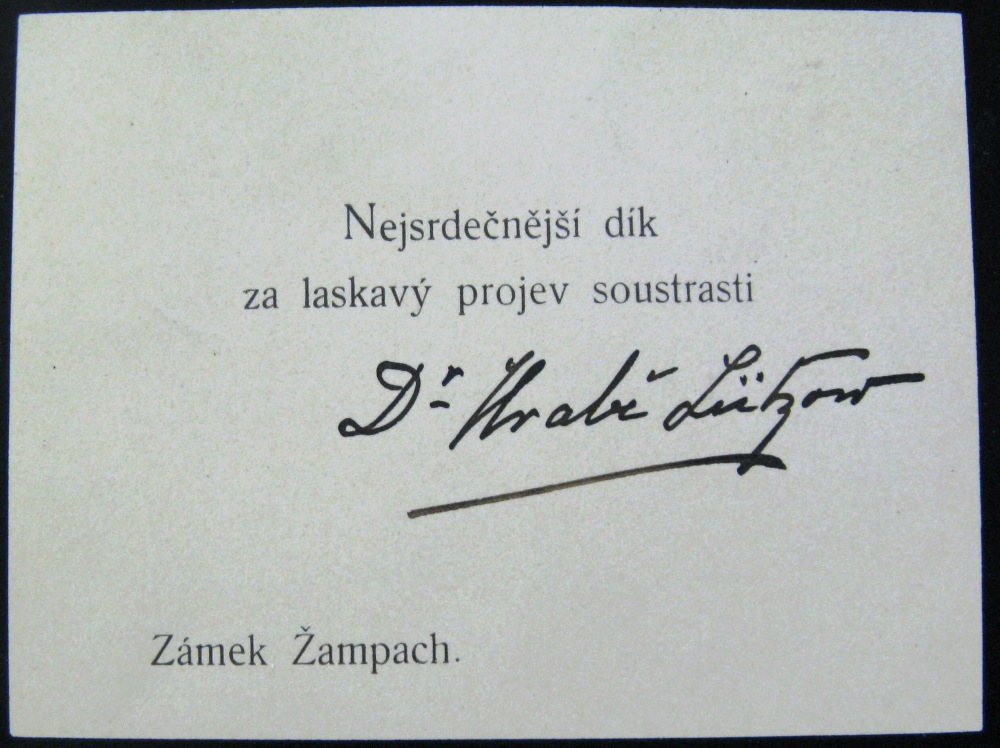 Nejsrdečnější dík
za laskavý projev soustrasti
Dr Hrabě Lützow
Zámek Žampach.